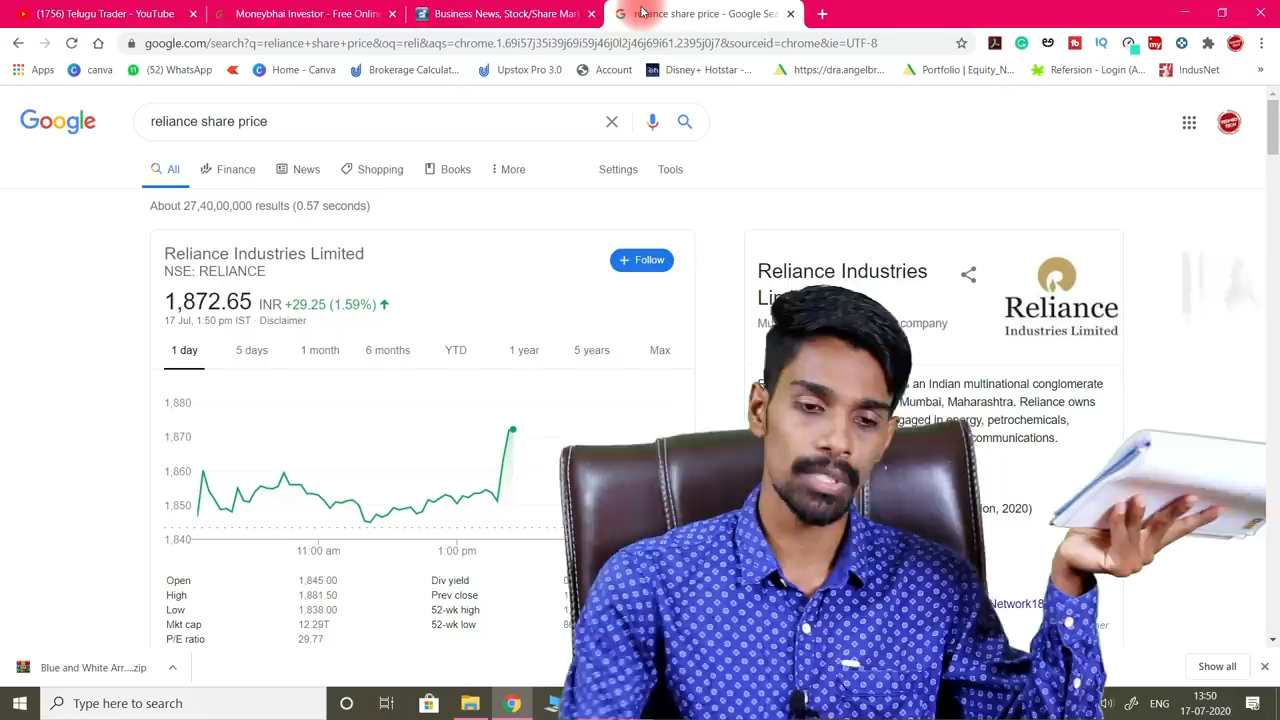 (1756) Telugu Trader - YouTube
Moneybhai Investor - Free Onlin
Business News, Stock/Share Mar
reliance share price - Google Sea
google.com/search?q=reliance+share+price&oq=reli&aqs=chrome.1.69i57j35i39j69i59j46j0l2j46j69i61.2395j0j7&sourceid=chrome&ie=UTF-8
Apps
canva
(52) WhatsApp
Home - Canva
Brokerage Calculat...
Upstox Pro 3.0
Account
Disney+ Hotstar -...
https://dra.angelbr...
Portfolio | Equity_N...
Refersion - Login (A...
IndusNet
»
Google
reliance share price
All
Finance
News
Shopping
Books
More
Settings
Tools
About 27,40,00,000 results (0.57 seconds)
Reliance Industries Limited
NSE: RELIANCE
+ Follow
1,872.65 INR +29.25 (1.59%)
17 Jul, 1:50 pm IST · Disclaimer
1 day
5 days
1 month
6 months
YTD
1 year
5 years
Max
1,880
1,870
1,860
1,850
1,840
11:00 am
1:00 pm
Open 1,845.00 Div yield
High 1,881.50 Prev close
Low 1,838.00 52-wk high
Mkt cap 12.29T 52-wk low
P/E ratio 29.77
Reliance Industries
company
Reliance
Industries Limited
an Indian multinational conglomerate
Mumbai, Maharashtra. Reliance owns
energy, petrochemicals,
2020)
Network18
Blue and White Arr....zip
Show all
Type here to search
ENG
13:50
17-07-2020